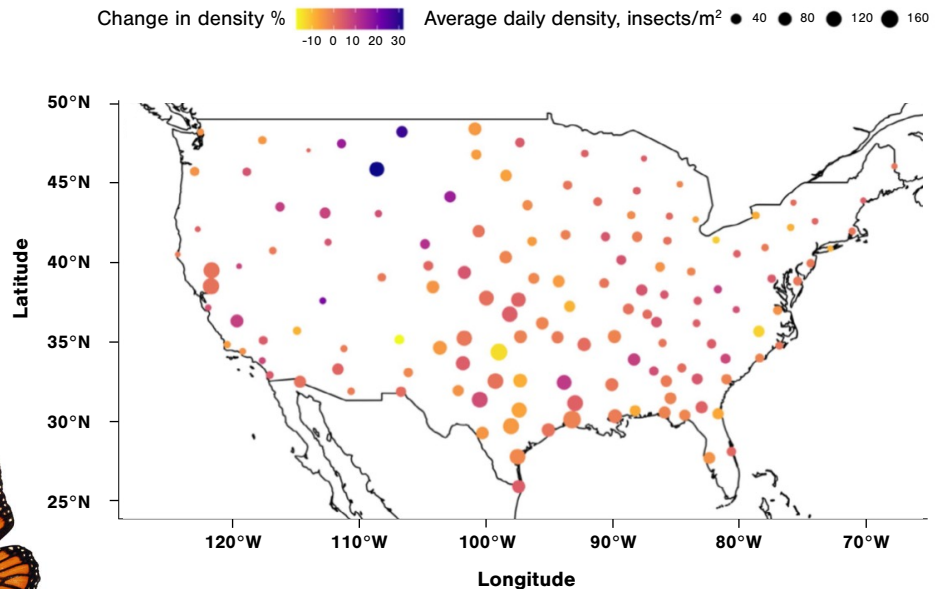 Change in density %
-10 0 10 20 30
Average daily density, insects/m²
40 80 120 160
50°N
45°N
40°N
35°N
30°N
25°N
Latitude
120°W 110°W 100°W 90°W 80°W 70°W
Longitude